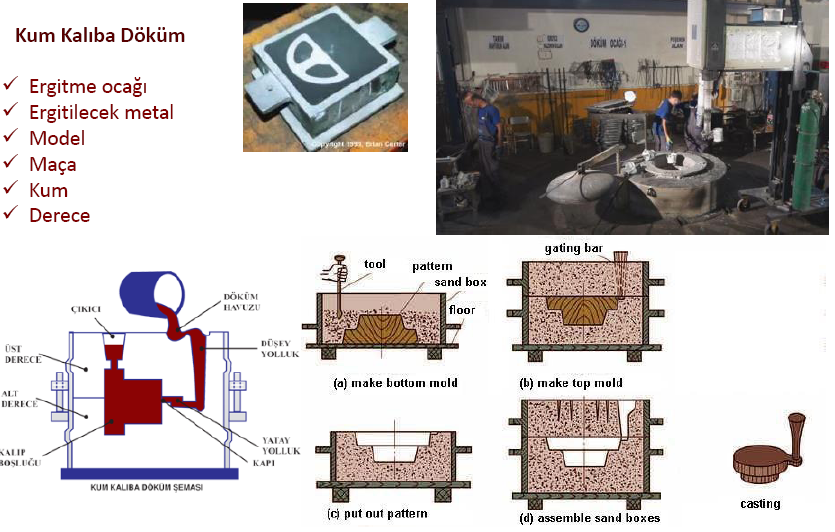 Kum Kalıba Döküm
✓ Ergitme ocağı
✓ Ergitilecek metal
✓ Model
✓ Maça
✓ Kum
✓ Derece
Copyright 1998, Brian Carter
DÖKÜM OCAĞI-1
ÇIKICI
DÖKÜM
HAVUZU
DÜŞEY
YOLLUK
ÜST
DERECE
ALT
DERECE
KALIP
BOŞLUĞU
YATAY
YOLLUK
KAPI
KUM KALIBA DÖKÜM ŞEMASI
tool
pattern
sand box
floor
(a) make bottom mold
gating bar
(b) make top mold
(c) put out pattern
(d) assemble sand boxes
casting